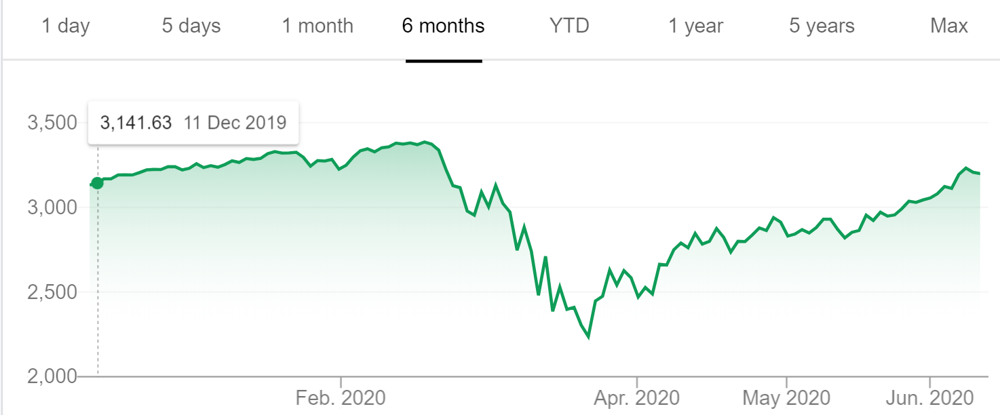 1 day 5 days 1 month 6 months YTD 1 year 5 years Max
3,500
3,141.63 11 Dec 2019
3,000
2,500
2,000
Feb. 2020 Apr. 2020 May 2020 Jun. 2020